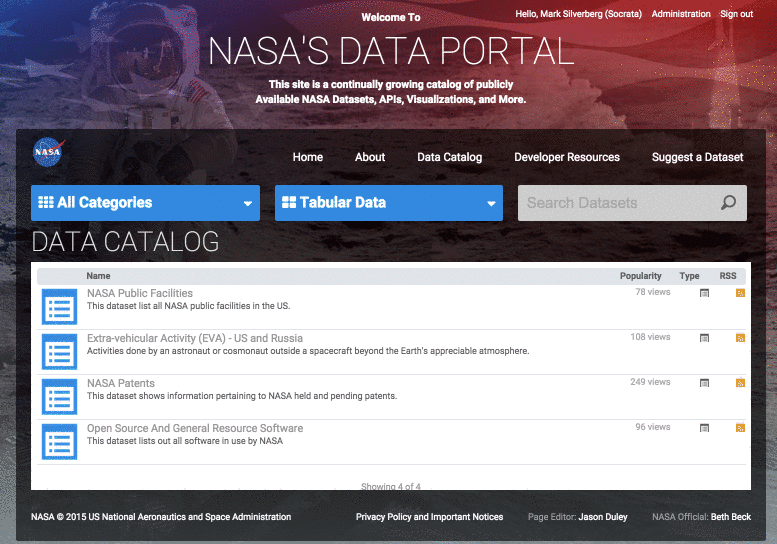 Hello, Mark Silverberg (Socrata) Administration Sign out
Welcome To
NASA'S DATA PORTAL
This site is a continually growing catalog of publicly
Available NASA Datasets, APIs, Visualizations, and More.
NASA
Home About Data Catalog Developer Resources Suggest a Dataset
All Categories Tabular Data Search Datasets
DATA CATALOG
Name Popularity Type RSS
NASA Public Facilities 78 views
This dataset list all NASA public facilities in the US.
Extra-vehicular Activity (EVA) - US and Russia 108 views
Activities done by an astronaut or cosmonaut outside a spacecraft beyond the Earth's appreciable atmosphere.
NASA Patents 249 views
This dataset shows information pertaining to NASA held and pending patents.
Open Source And General Resource Software 96 views
This dataset lists out all software in use by NASA
Showing 4 of 4
NASA © 2015 US National Aeronautics and Space Administration Privacy Policy and Important Notices Page Editor: Jason Duley NASA Official: Beth Beck